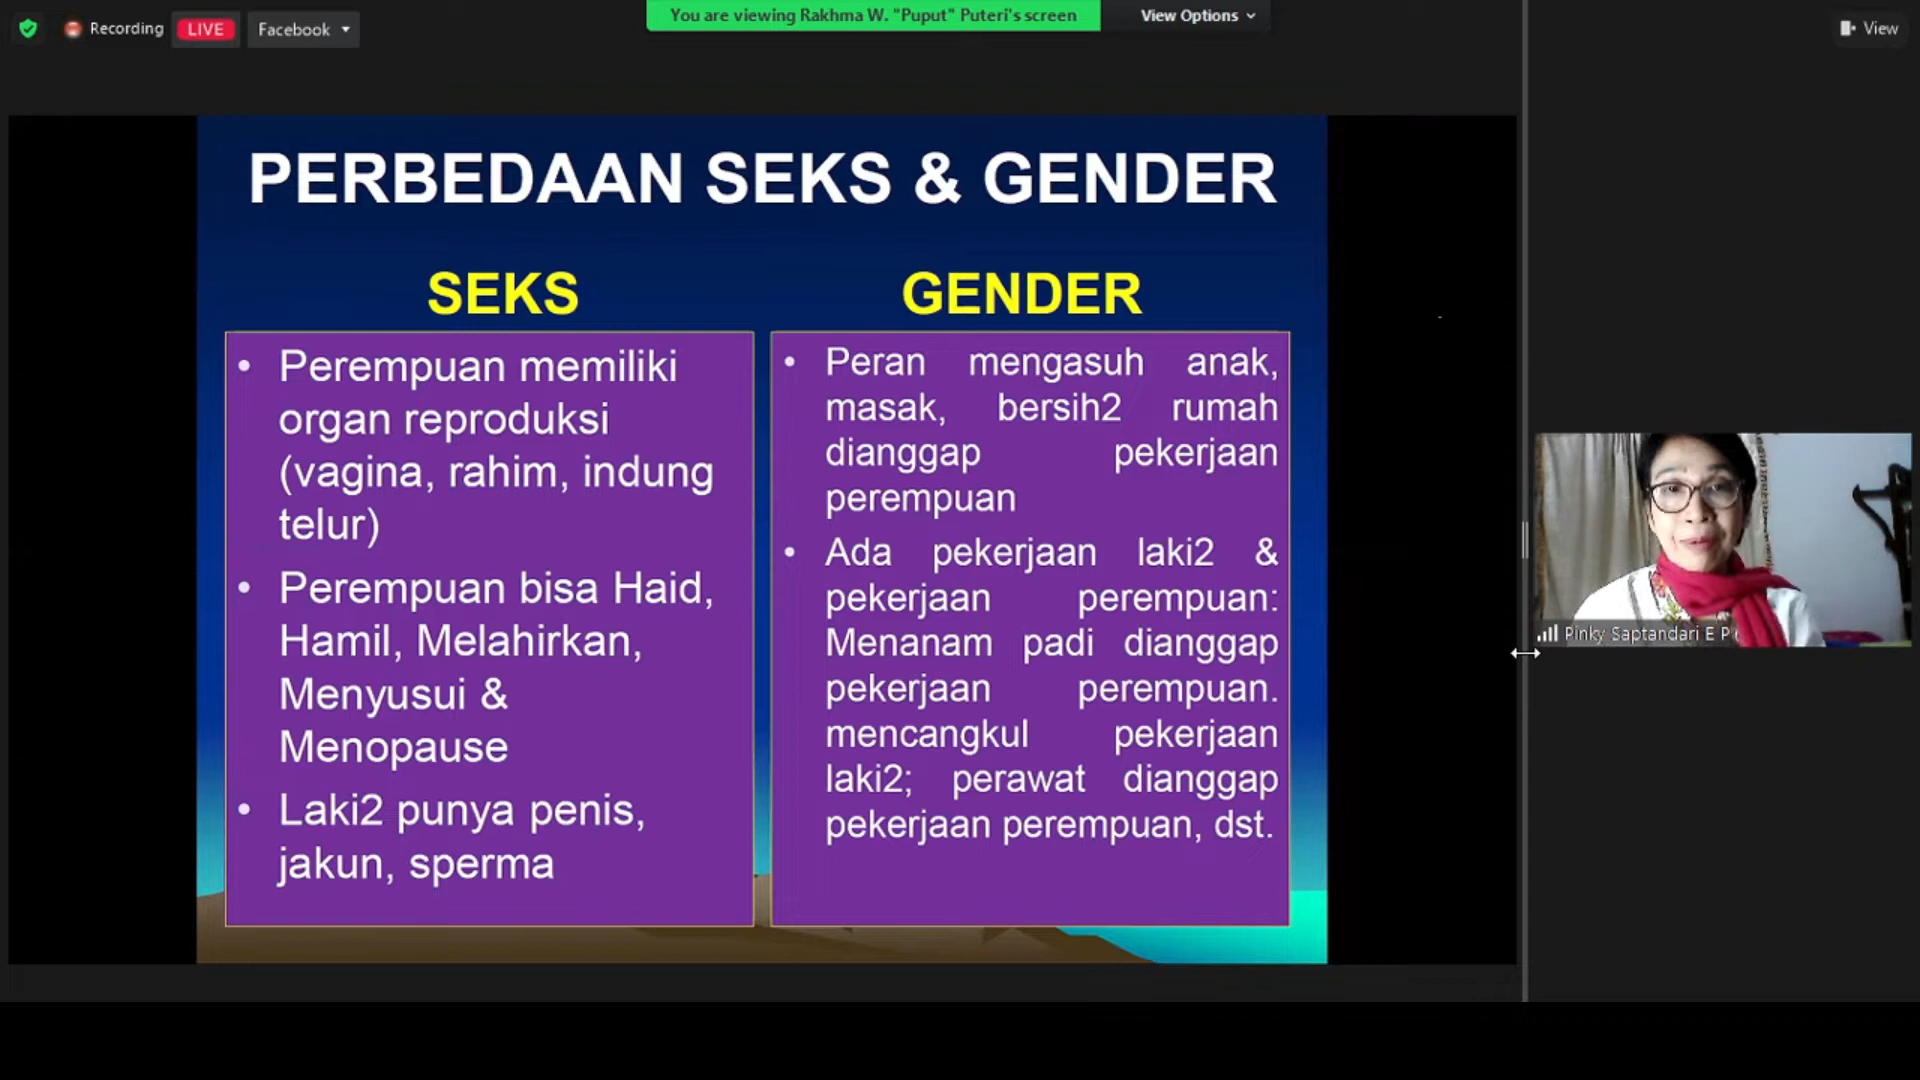 Recording LIVE Facebook
You are viewing Rakhma W. "Puput" Puteri's screen View Options
View
PERBEDAAN SEKS & GENDER
SEKS
• Perempuan memiliki
organ reproduksi
(vagina, rahim, indung
telur)
• Perempuan bisa Haid,
Hamil, Melahirkan,
Menyusui &
Menopause
• Laki2 punya penis,
jakun, sperma
GENDER
• Peran mengasuh anak,
masak, bersih2 rumah
dianggap pekerjaan
perempuan
• Ada pekerjaan laki2 &
pekerjaan perempuan:
Menanam padi dianggap
pekerjaan perempuan.
mencangkul pekerjaan
laki2; perawat dianggap
pekerjaan perempuan, dst.
Pinky Saptandari E P